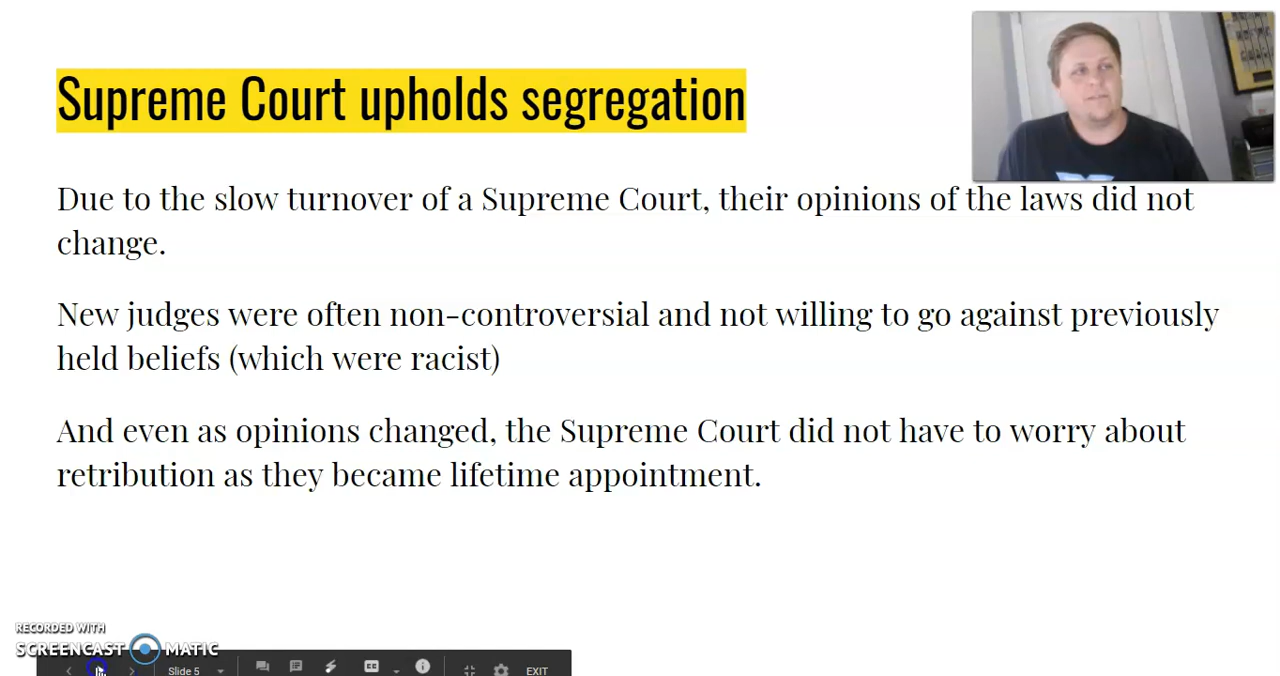 Supreme Court upholds segregation
Due to the slow turnover of a Supreme Court, their opinions of the laws did not
change.
New judges were often non-controversial and not willing to go against previously
held beliefs (which were racist)
And even as opinions changed, the Supreme Court did not have to worry about
retribution as they became lifetime appointment.
RECORDED WITH
SCREENCAST MATIC
Slide 5
CC
EXIT